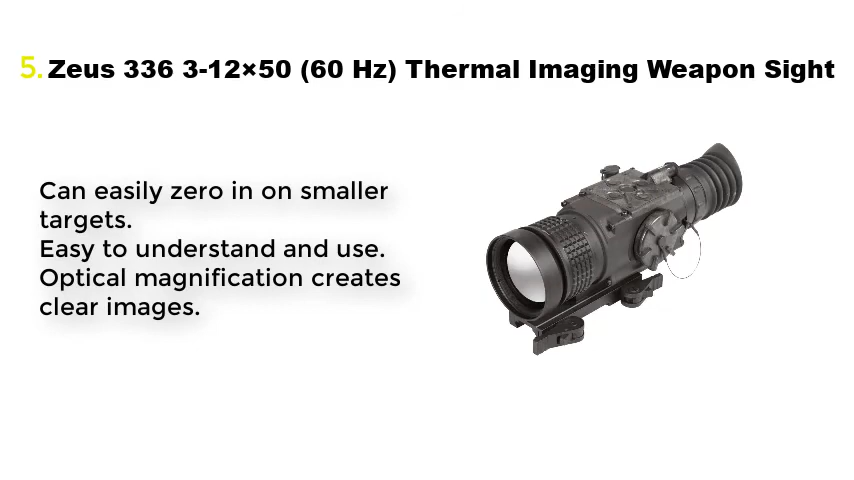 5. Zeus 336 3-12×50 (60 Hz) Thermal Imaging Weapon Sight
Can easily zero in on smaller
targets.
Easy to understand and use.
Optical magnification creates
clear images.